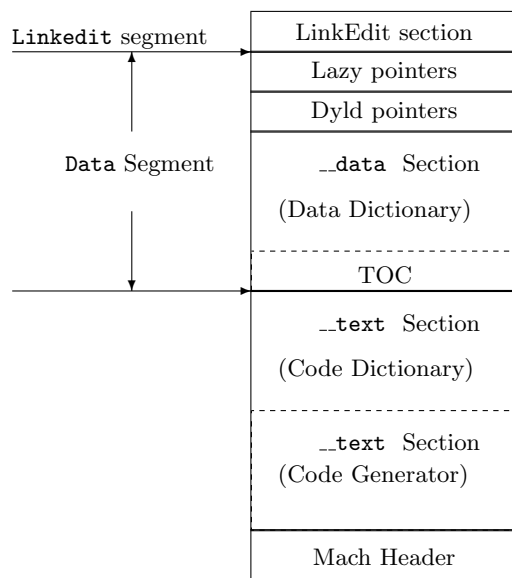 LinkEdit section
Linkedit segment
Lazy pointers
Dyld pointers
Data Segment
__data Section
(Data Dictionary)
TOC
__text Section
(Code Dictionary)
__text Section
(Code Generator)
Mach Header